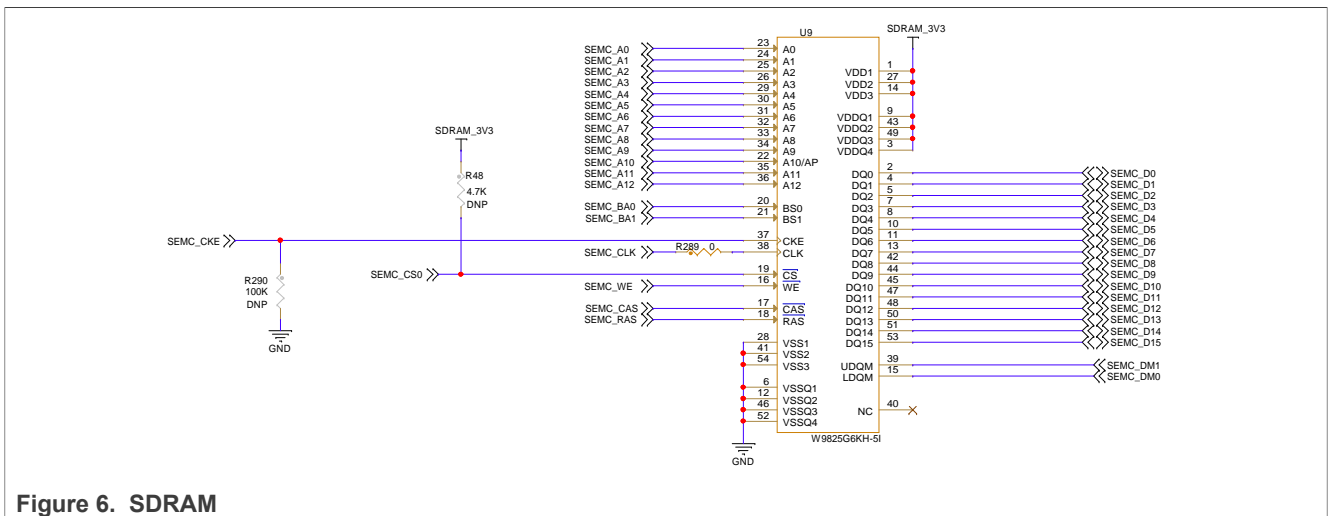 U9
SDRAM_3V3
SEMC_A0 23 A0
SEMC_A1 24 A1
SEMC_A2 25 A2
SEMC_A3 26 A3
SEMC_A4 29 A4
SEMC_A5 30 A5
SEMC_A6 31 A6
SEMC_A7 32 A7
SEMC_A8 33 A8
SEMC_A9 34 A9
SEMC_A10 22 A10/AP
SEMC_A11 35 A11
SEMC_A12 36 A12
SEMC_BA0 20 BS0
SEMC_BA1 21 BS1
SDRAM_3V3
R48
4.7K
DNP
SEMC_CKE 37 CKE
SEMC_CLK R289 0 38 CLK
R290
100K
DNP
GND
SEMC_CS0 19 CS
SEMC_WE 16 WE
SEMC_CAS 17 CAS
SEMC_RAS 18 RAS
28 VSS1
41 VSS2
54 VSS3
6 VSSQ1
12 VSSQ2
46 VSSQ3
52 VSSQ4
GND
VDD1 1
VDD2 27
VDD3 14
VDDQ1 9
VDDQ2 43
VDDQ3 49
VDDQ4 3
DQ0 2 SEMC_D0
DQ1 4 SEMC_D1
DQ2 5 SEMC_D2
DQ3 7 SEMC_D3
DQ4 8 SEMC_D4
DQ5 10 SEMC_D5
DQ6 11 SEMC_D6
DQ7 13 SEMC_D7
DQ8 42 SEMC_D8
DQ9 44 SEMC_D9
DQ10 45 SEMC_D10
DQ11 47 SEMC_D11
DQ12 48 SEMC_D12
DQ13 50 SEMC_D13
DQ14 51 SEMC_D14
DQ15 53 SEMC_D15
UDQM 39 SEMC_DM1
LDQM 15 SEMC_DM0
NC 40
W9825G6KH-5I
Figure 6. SDRAM